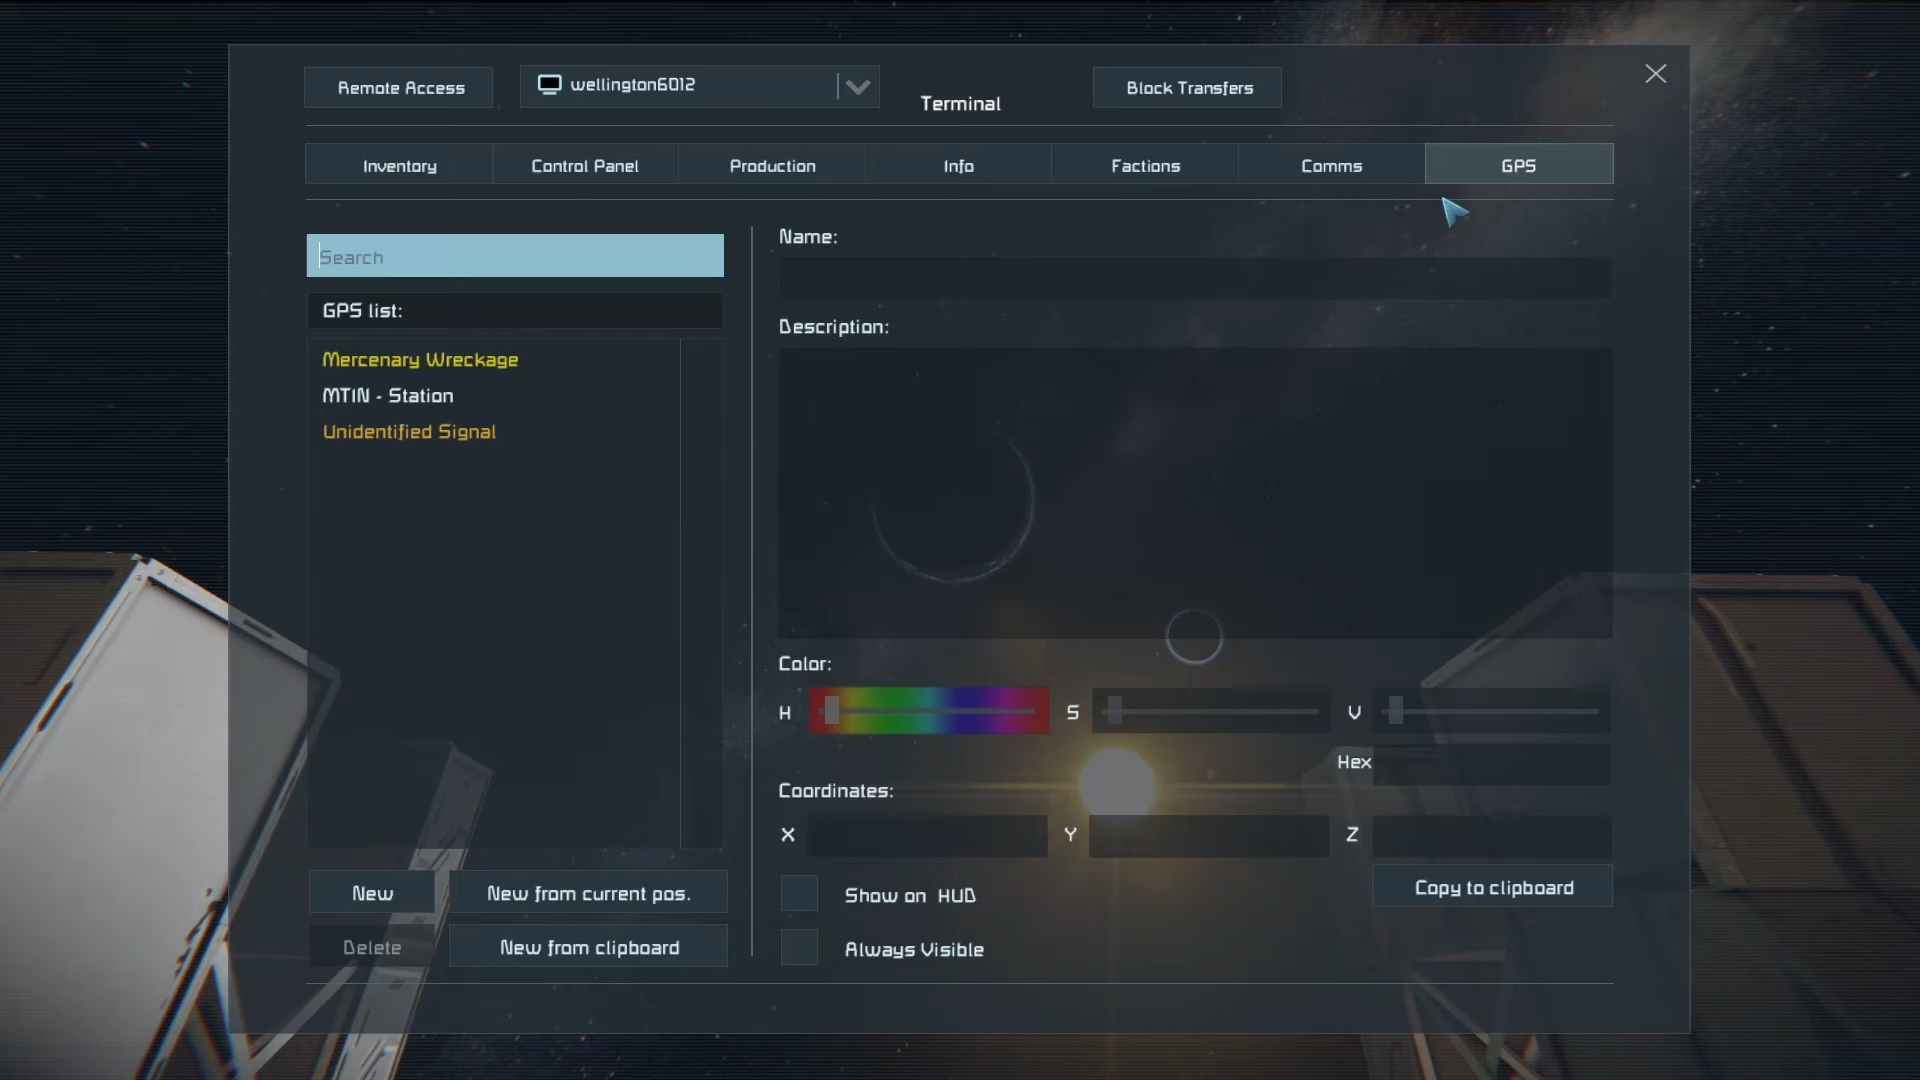 Remote Access
wellington6012
Terminal
Block Transfers
Inventory
Control Panel
Production
Info
Factions
Comms
GPS
Search
GPS list:
Mercenary Wreckage
MTIN - Station
Unidentified Signal
New
New from current pos.
Delete
New from clipboard
Name:
Description:
Color:
H
S
V
Hex
Coordinates:
X
Y
Z
Show on HUD
Copy to clipboard
Always Visible